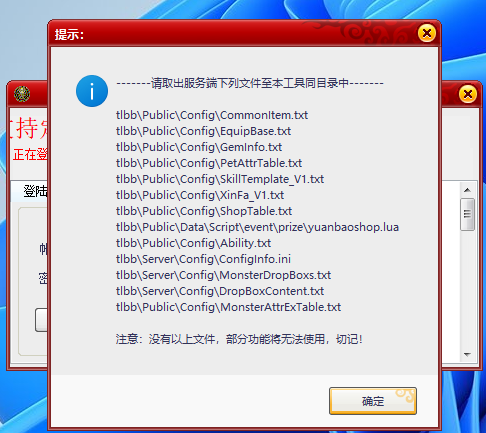 提示：
-------请取出服务端下列文件至本工具同目录中-------
tlbb\Public\Config\CommonItem.txt
tlbb\Public\Config\EquipBase.txt
tlbb\Public\Config\GemInfo.txt
tlbb\Public\Config\PetAttrTable.txt
tlbb\Public\Config\SkillTemplate_V1.txt
tlbb\Public\Config\XinFa_V1.txt
tlbb\Public\Config\ShopTable.txt
tlbb\Public\Data\Script\event\prize\yuanbaoshop.lua
tlbb\Public\Config\Ability.txt
tlbb\Server\Config\ConfigInfo.ini
tlbb\Server\Config\MonsterDropBoxs.txt
tlbb\Server\Config\DropBoxContent.txt
tlbb\Public\Config\MonsterAttrExTable.txt
注意：没有以上文件，部分功能将无法使用，切记！
确定
持
正在登
登陆